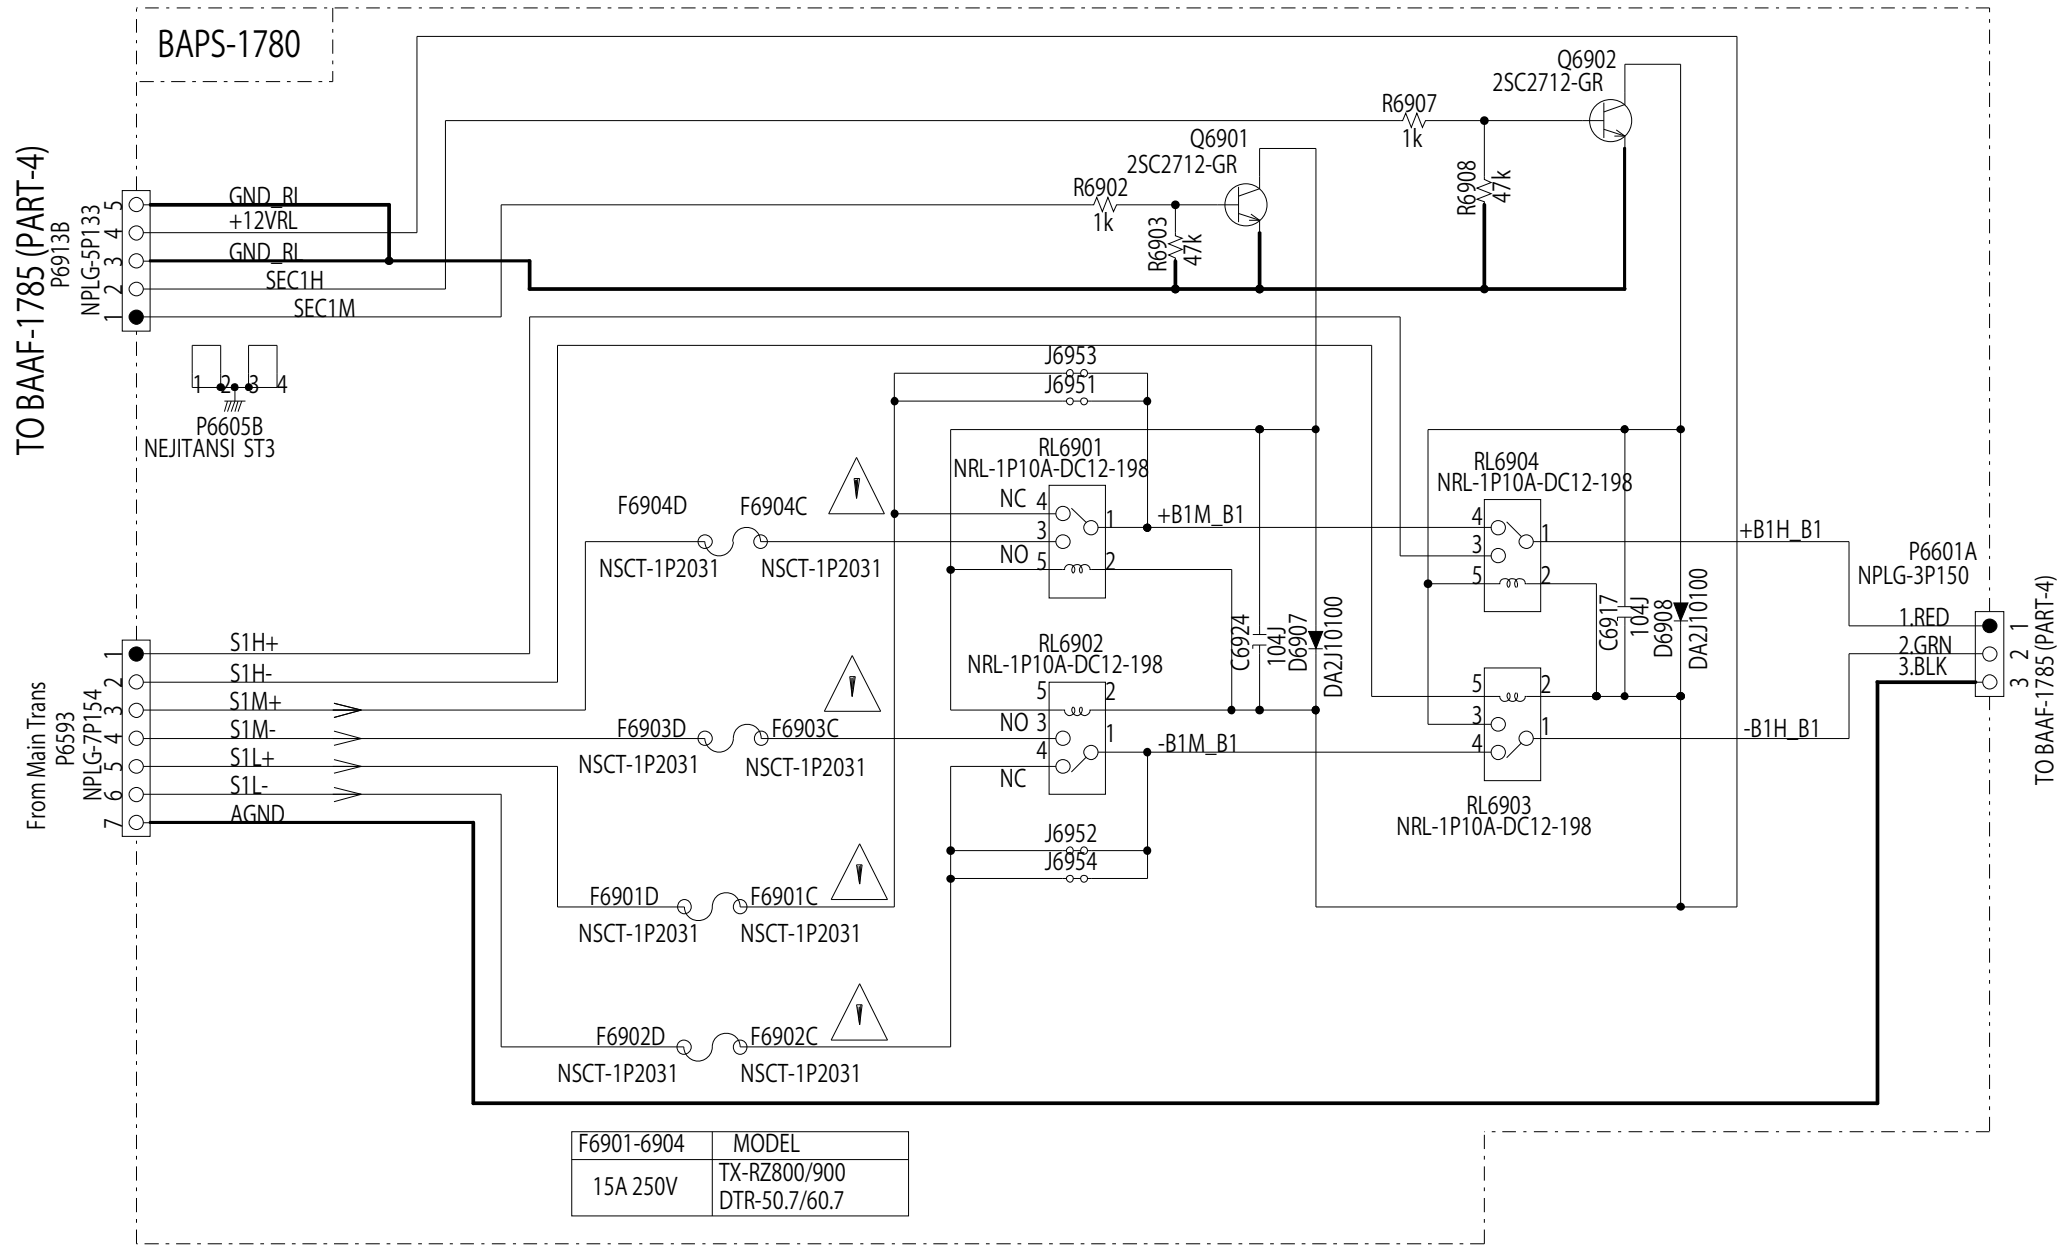 BAPS-1780
Q6902
2SC2712-GR
R6907
1k
R6908
47k
Q6901
2SC2712-GR
R6902
1k
R6903
47k
TO BAAF-1785 (PART-4)
P6913B
NPLG-5P133
5
4
3
2
1
GND_RL
+12VRL
GND_RL
SEC1H
SEC1M
1 2 3 4
P6605B
NEJITANSI ST3
J6953
J6951
RL6901
NRL-1P10A-DC12-198
NC
4
1
3
NO
5
2
+B1M_B1
RL6904
NRL-1P10A-DC12-198
4
1
3
5
2
+B1H_B1
P6601A
NPLG-3P150
1.RED
2.GRN
3.BLK
1
2
3
TO BAAF-1785 (PART-4)
F6904D
F6904C
NSCT-1P2031
NSCT-1P2031
C6924
104J
D6907
DA2J10100
C6917
104J
D6908
DA2J10100
From Main Trans
P6593
NPLG-7P154
1
2
3
4
5
6
7
S1H+
S1H-
S1M+
S1M-
S1L+
S1L-
AGND
RL6902
NRL-1P10A-DC12-198
5
2
NO
3
1
4
NC
-B1M_B1
5
2
3
1
4
-B1H_B1
RL6903
NRL-1P10A-DC12-198
F6903D
F6903C
NSCT-1P2031
NSCT-1P2031
J6952
J6954
F6901D
F6901C
NSCT-1P2031
NSCT-1P2031
F6902D
F6902C
NSCT-1P2031
NSCT-1P2031
F6901-6904
MODEL
15A 250V
TX-RZ800/900
DTR-50.7/60.7